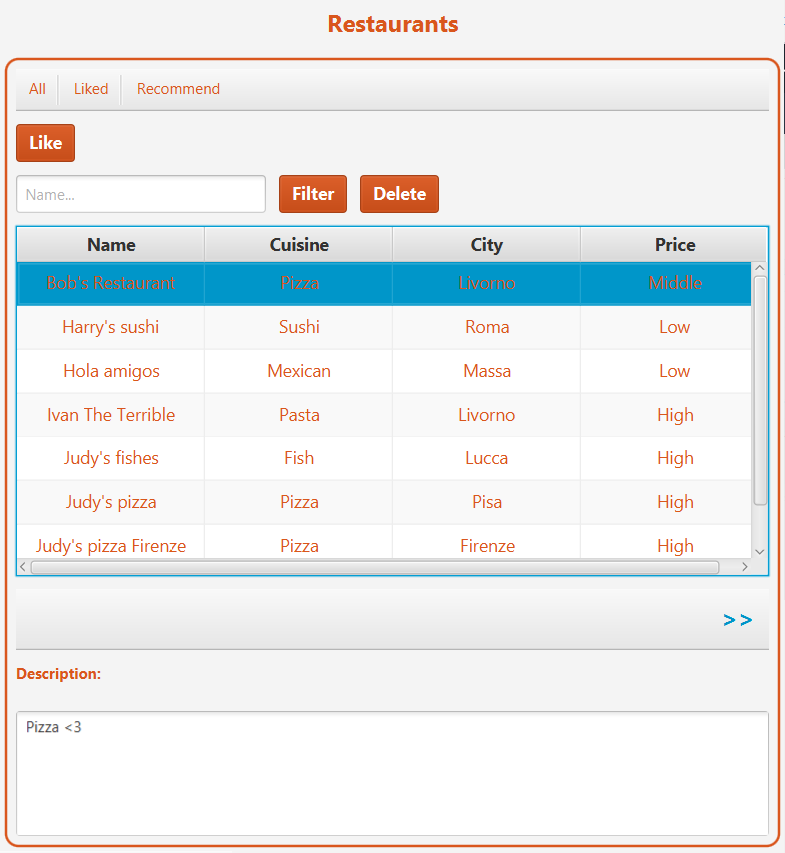 Restaurants
All Liked Recommend
Like
Name... Filter Delete
Name Cuisine City Price
Bob's Restaurant Pizza Livorno Middle
Harry's sushi Sushi Roma Low
Hola amigos Mexican Massa Low
Ivan The Terrible Pasta Livorno High
Judy's fishes Fish Lucca High
Judy's pizza Pizza Pisa High
Judy's pizza Firenze Pizza Firenze High
>>
Description:
Pizza <3